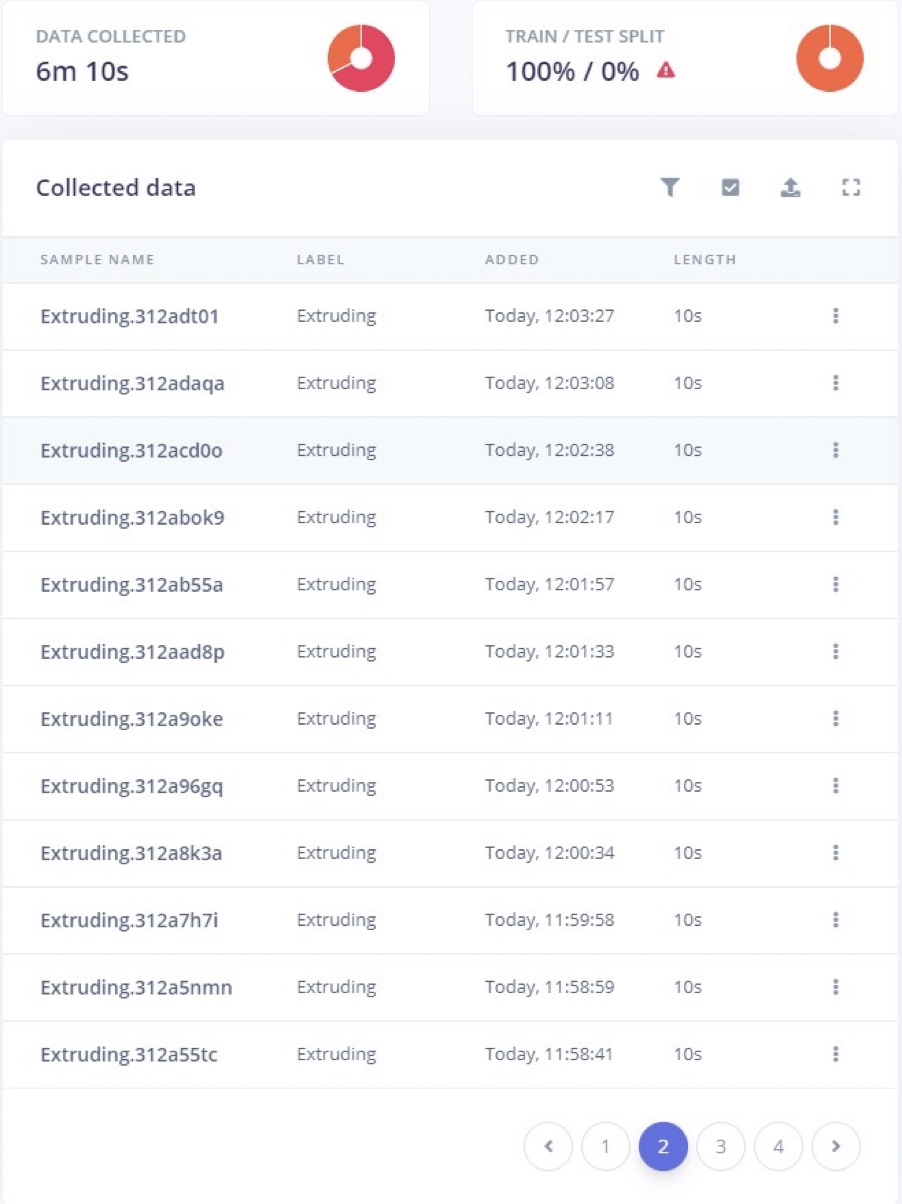 DATA COLLECTED
6m 10s
TRAIN / TEST SPLIT
100% / 0%
Collected data
SAMPLE NAME LABEL ADDED LENGTH
Extruding.312adt01 Extruding Today, 12:03:27 10s
Extruding.312adaqa Extruding Today, 12:03:08 10s
Extruding.312acd0o Extruding Today, 12:02:38 10s
Extruding.312abok9 Extruding Today, 12:02:17 10s
Extruding.312ab55a Extruding Today, 12:01:57 10s
Extruding.312aad8p Extruding Today, 12:01:33 10s
Extruding.312a9oke Extruding Today, 12:01:11 10s
Extruding.312a96gq Extruding Today, 12:00:53 10s
Extruding.312a8k3a Extruding Today, 12:00:34 10s
Extruding.312a7h7i Extruding Today, 11:59:58 10s
Extruding.312a5nmn Extruding Today, 11:58:59 10s
Extruding.312a55tc Extruding Today, 11:58:41 10s
1 2 3 4